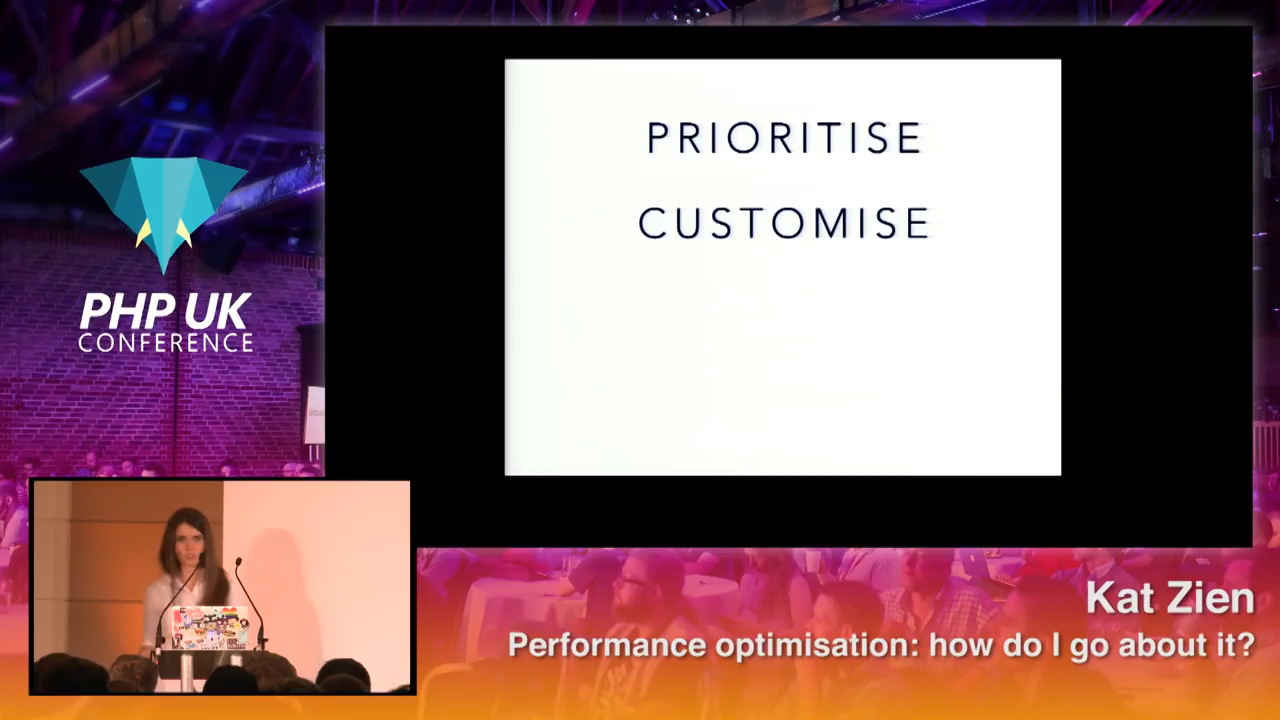 PRIORITISE
CUSTOMISE
PHP UK
CONFERENCE
Kat Zien
Performance optimisation: how do I go about it?